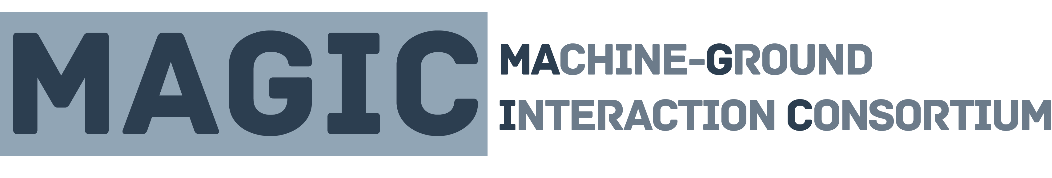 MAGIC
MACHINE-GROUND
INTERACTION CONSORTIUM